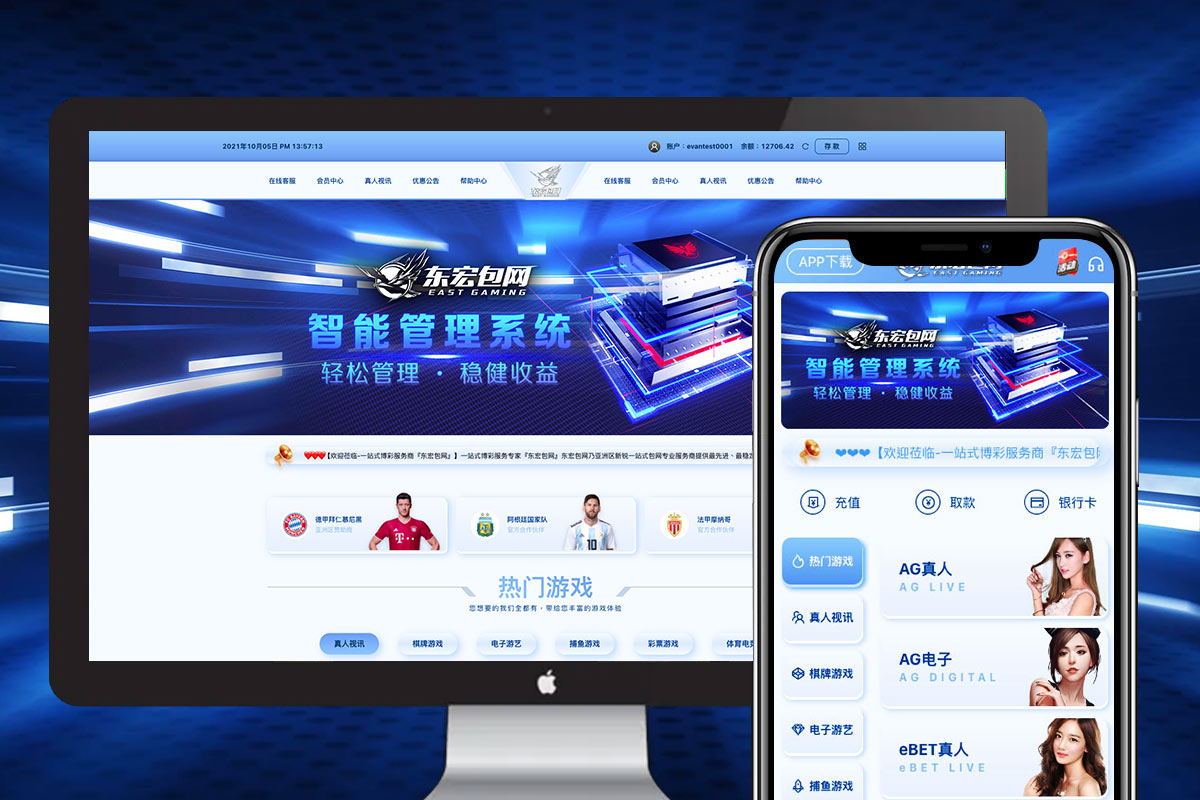 2021年10月05日 PM 13:57:13
账户：evantest0001 余额：12706.42 存款
在线客服 会员中心 真人视讯 优惠公告 帮助中心 东宏包网 在线客服 会员中心 真人视讯 优惠公告 帮助中心
东宏包网
EAST GAMING
智能管理系统
轻松管理 · 稳健收益
【欢迎莅临-一站式博彩服务商『东宏包网』】一站式博彩服务专家『东宏包网』东宏包网乃亚洲区新锐一站式包网专业服务商提供最先进、最稳定
德甲拜仁慕尼黑
亚洲区赞助商
阿根廷国家队
官方合作伙伴
10
法甲摩纳哥
官方合作伙伴
热门游戏
您想要的我们全都有，带给您丰富的游戏体验
真人视讯 棋牌游戏 电子游艺 捕鱼游戏 彩票游戏 体育电竞
APP下载
EAST GAMING
活动
东宏包网
EAST GAMING
智能管理系统
轻松管理 · 稳健收益
【欢迎莅临-一站式博彩服务商『东宏包网
充值 取款 银行卡
热门游戏
真人视讯
棋牌游戏
电子游艺
捕鱼游戏
AG真人
AG LIVE
AG电子
AG DIGITAL
eBET真人
eBET LIVE